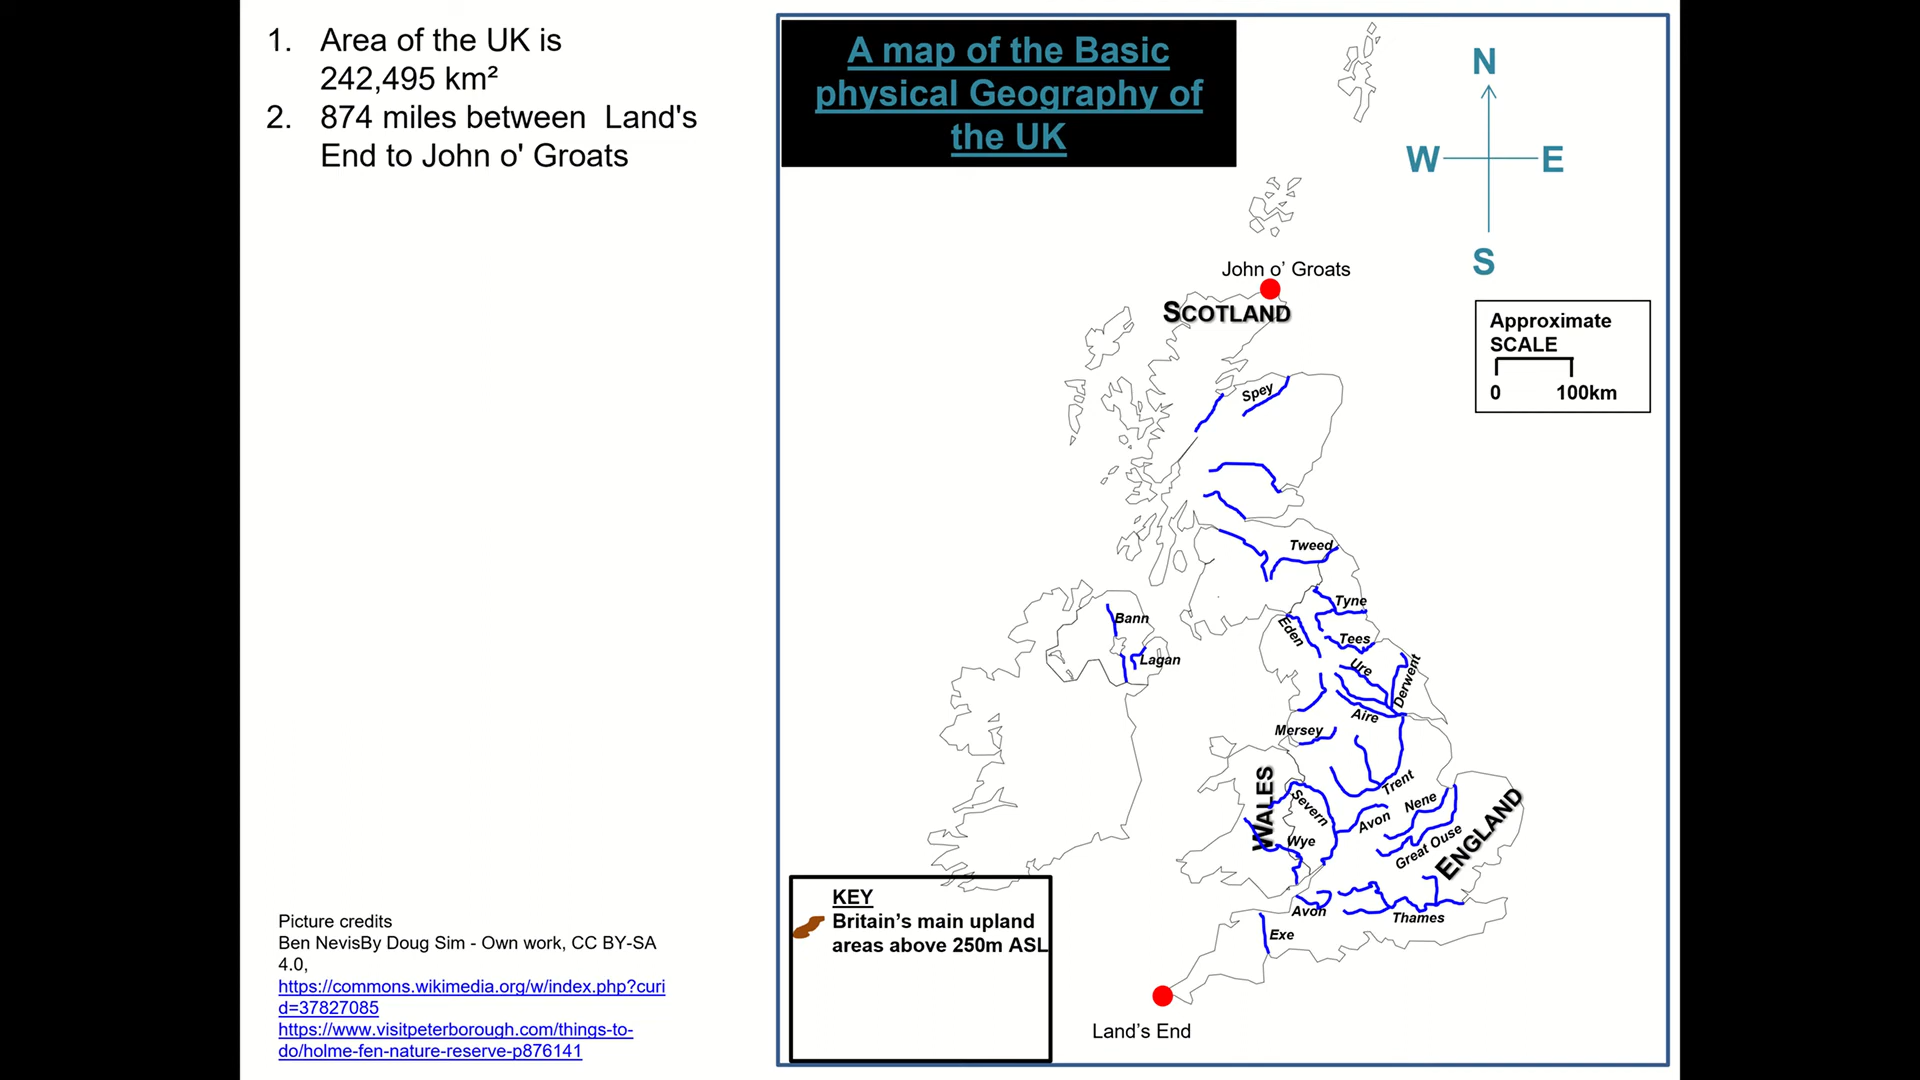 1. Area of the UK is
242,495 km²
2. 874 miles between Land's
End to John o' Groats
A map of the Basic
physical Geography of
the UK
N
W E
S
Approximate
SCALE
0 100km
John o’ Groats
SCOTLAND
Spey
Tweed
Tyne
Eden
Tees
Ure
Derwent
Bann
Lagan
Aire
Mersey
Trent
WALES
Severn
Nene
Avon
Great Ouse
ENGLAND
Wye
Avon
Thames
Exe
Land’s End
KEY
Britain’s main upland
areas above 250m ASL
Picture credits
Ben NevisBy Doug Sim - Own work, CC BY-SA
4.0,
https://commons.wikimedia.org/w/index.php?curi
d=37827085
https://www.visitpeterborough.com/things-to-
do/holme-fen-nature-reserve-p876141